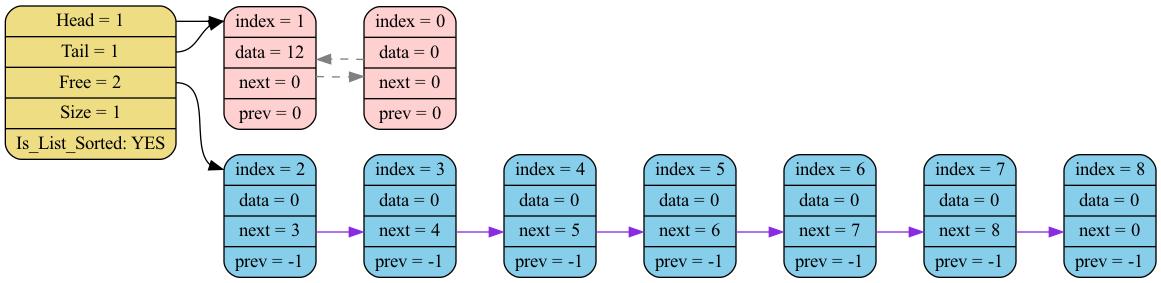 Head = 1
Tail = 1
Free = 2
Size = 1
Is_List_Sorted: YES
index = 1
data = 12
next = 0
prev = 0
index = 0
data = 0
next = 0
prev = 0
index = 2
data = 0
next = 3
prev = -1
index = 3
data = 0
next = 4
prev = -1
index = 4
data = 0
next = 5
prev = -1
index = 5
data = 0
next = 6
prev = -1
index = 6
data = 0
next = 7
prev = -1
index = 7
data = 0
next = 8
prev = -1
index = 8
data = 0
next = 0
prev = -1